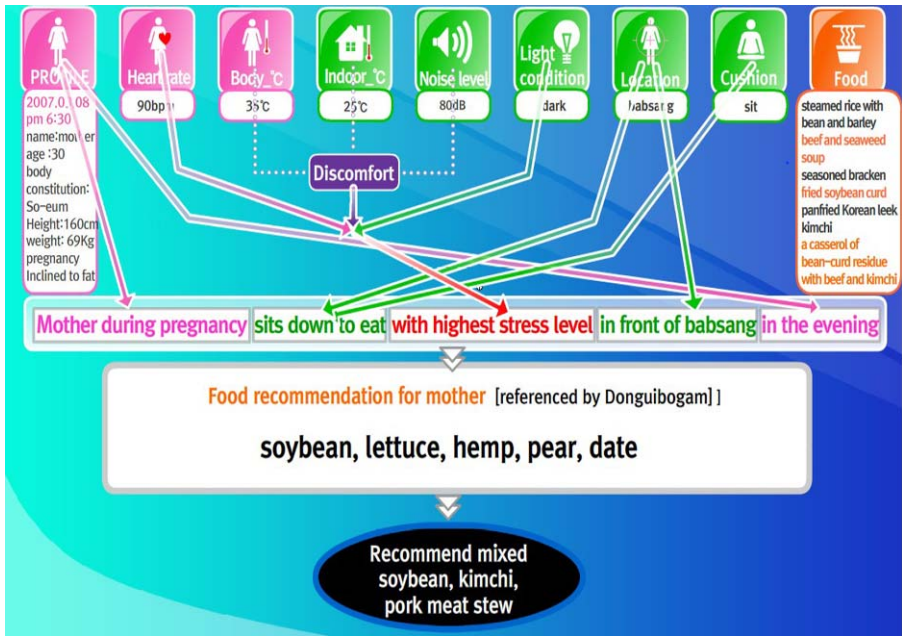 PROFILE
Heart rate
Body_℃
Indoor_℃
Noise level
Light
condition
Location
Cushion
Food
2007.0 08
pm 6:30
name:mother
age :30
body
constitution:
So-eum
Height:160cm
weight: 69Kg
pregnancy
Inclined to fat
90bpm
36℃
25℃
80dB
dark
babsang
sit
steamed rice with
bean and barley
beef and seaweed
soup
seasoned bracken
fried soybean curd
panfried Korean leek
kimchi
a casserol of
bean-curd residue
with beef and kimchi
Discomfort
Mother during pregnancy
sits down to eat
with highest stress level
in front of babsang
in the evening
Food recommendation for mother [referenced by Donguibogam] ]
soybean, lettuce, hemp, pear, date
Recommend mixed
soybean, kimchi,
pork meat stew